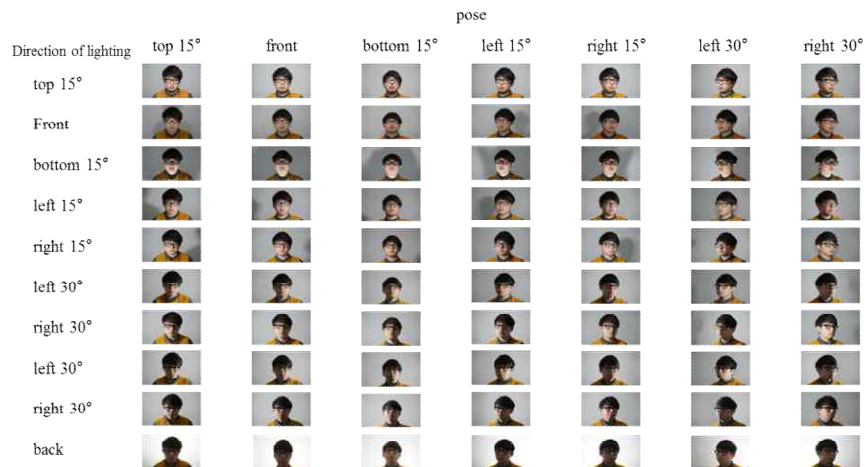 pose
Direction of lighting top 15° front bottom 15° left 15° right 15° left 30° right 30°
top 15°
Front
bottom 15°
left 15°
right 15°
left 30°
right 30°
left 30°
right 30°
back